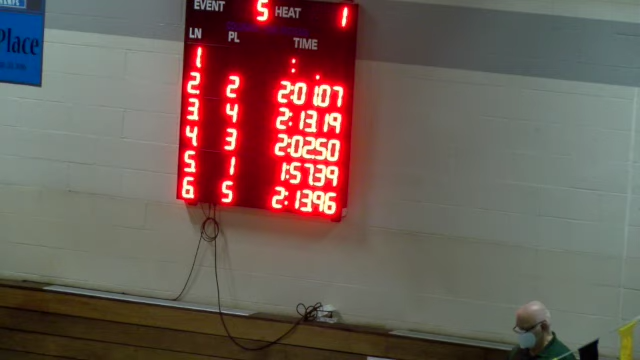 Place
EVENT 5 HEAT 1
LN PL TIME
1 : .
2 2 2:01.07
3 4 2:13.19
4 3 2:02.50
5 1 1:57.39
6 5 2:13.96